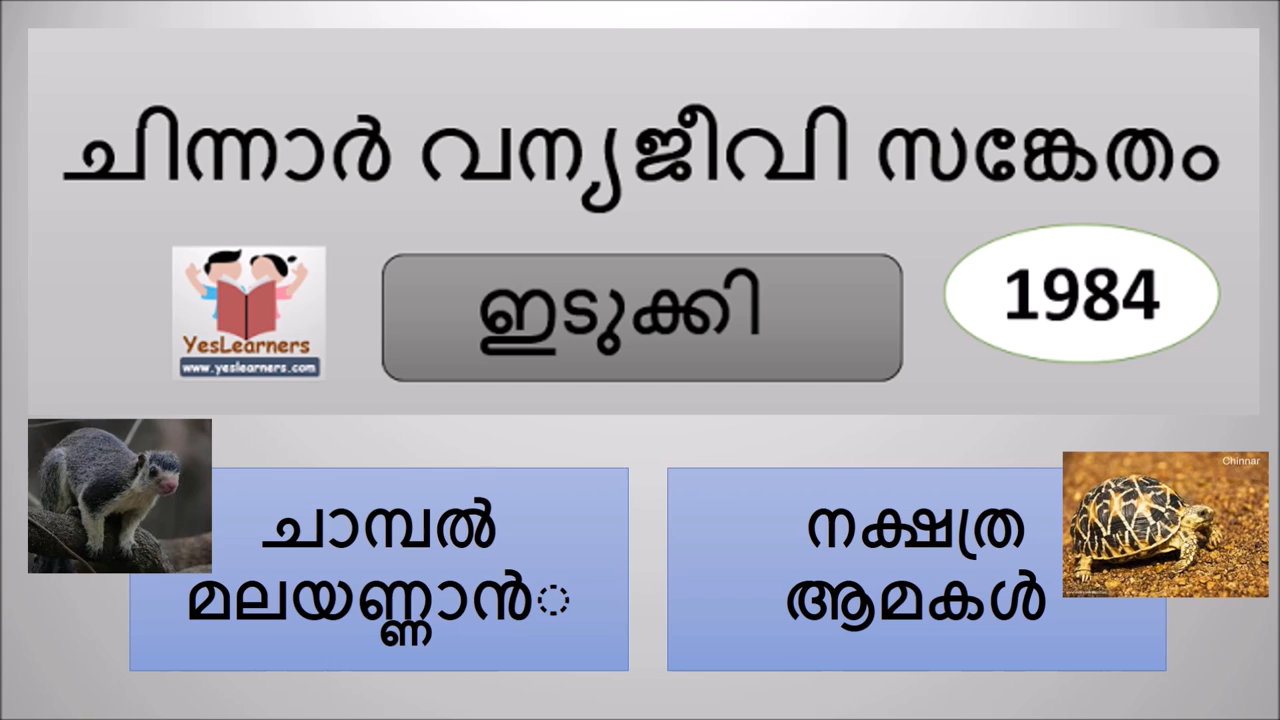 ചിന്നാർ വന്യജീവി സങ്കേതം
YesLearners
www.yeslearners.com
ഇടുക്കി
1984
ചാമ്പൽ
മലയണ്ണാൻ്
നക്ഷത്ര
ആമകൾ
Chinnar